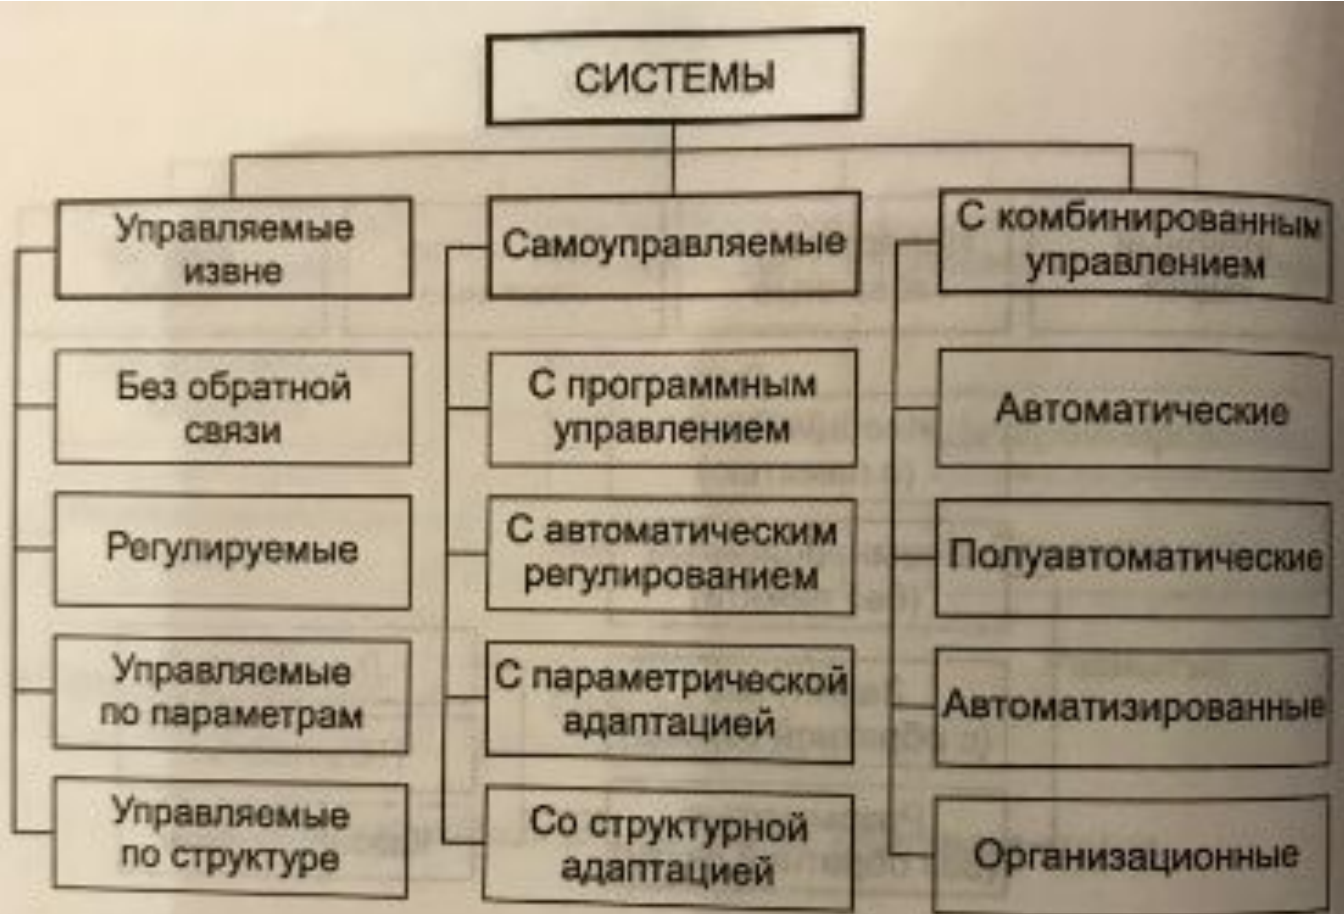 СИСТЕМЫ
Управляемые
извне
Самоуправляемые
С комбинированным
управлением
Без обратной
связи
С программным
управлением
Автоматические
Регулируемые
С автоматическим
регулированием
Полуавтоматические
Управляемые
по параметрам
С параметрической
адаптацией
Автоматизированные
Управляемые
по структуре
Со структурной
адаптацией
Организационные